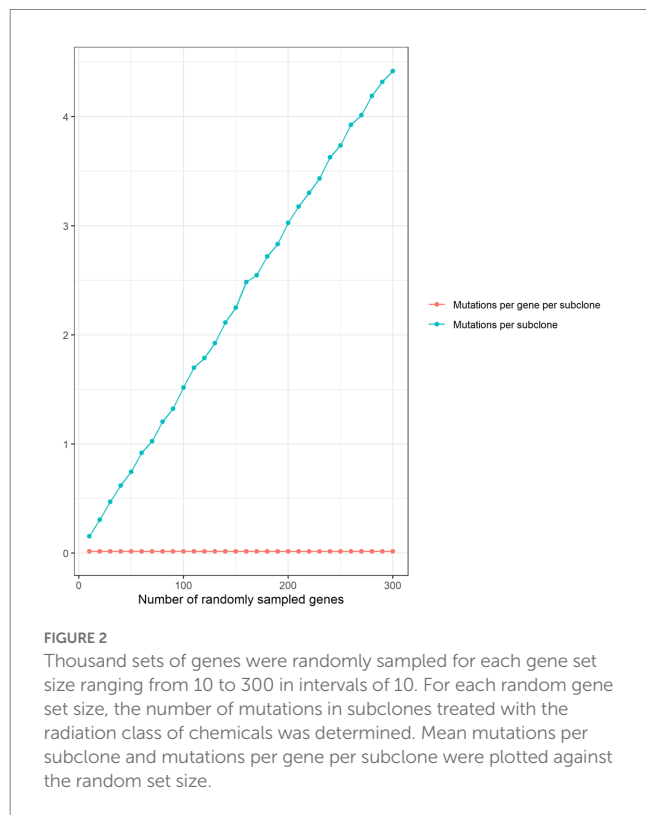 4
3
2
1
0
0 100 200 300
Number of randomly sampled genes
Mutations per gene per subclone
Mutations per subclone
FIGURE 2
Thousand sets of genes were randomly sampled for each gene set
size ranging from 10 to 300 in intervals of 10. For each random gene
set size, the number of mutations in subclones treated with the
radiation class of chemicals was determined. Mean mutations per
subclone and mutations per gene per subclone were plotted against
the random set size.